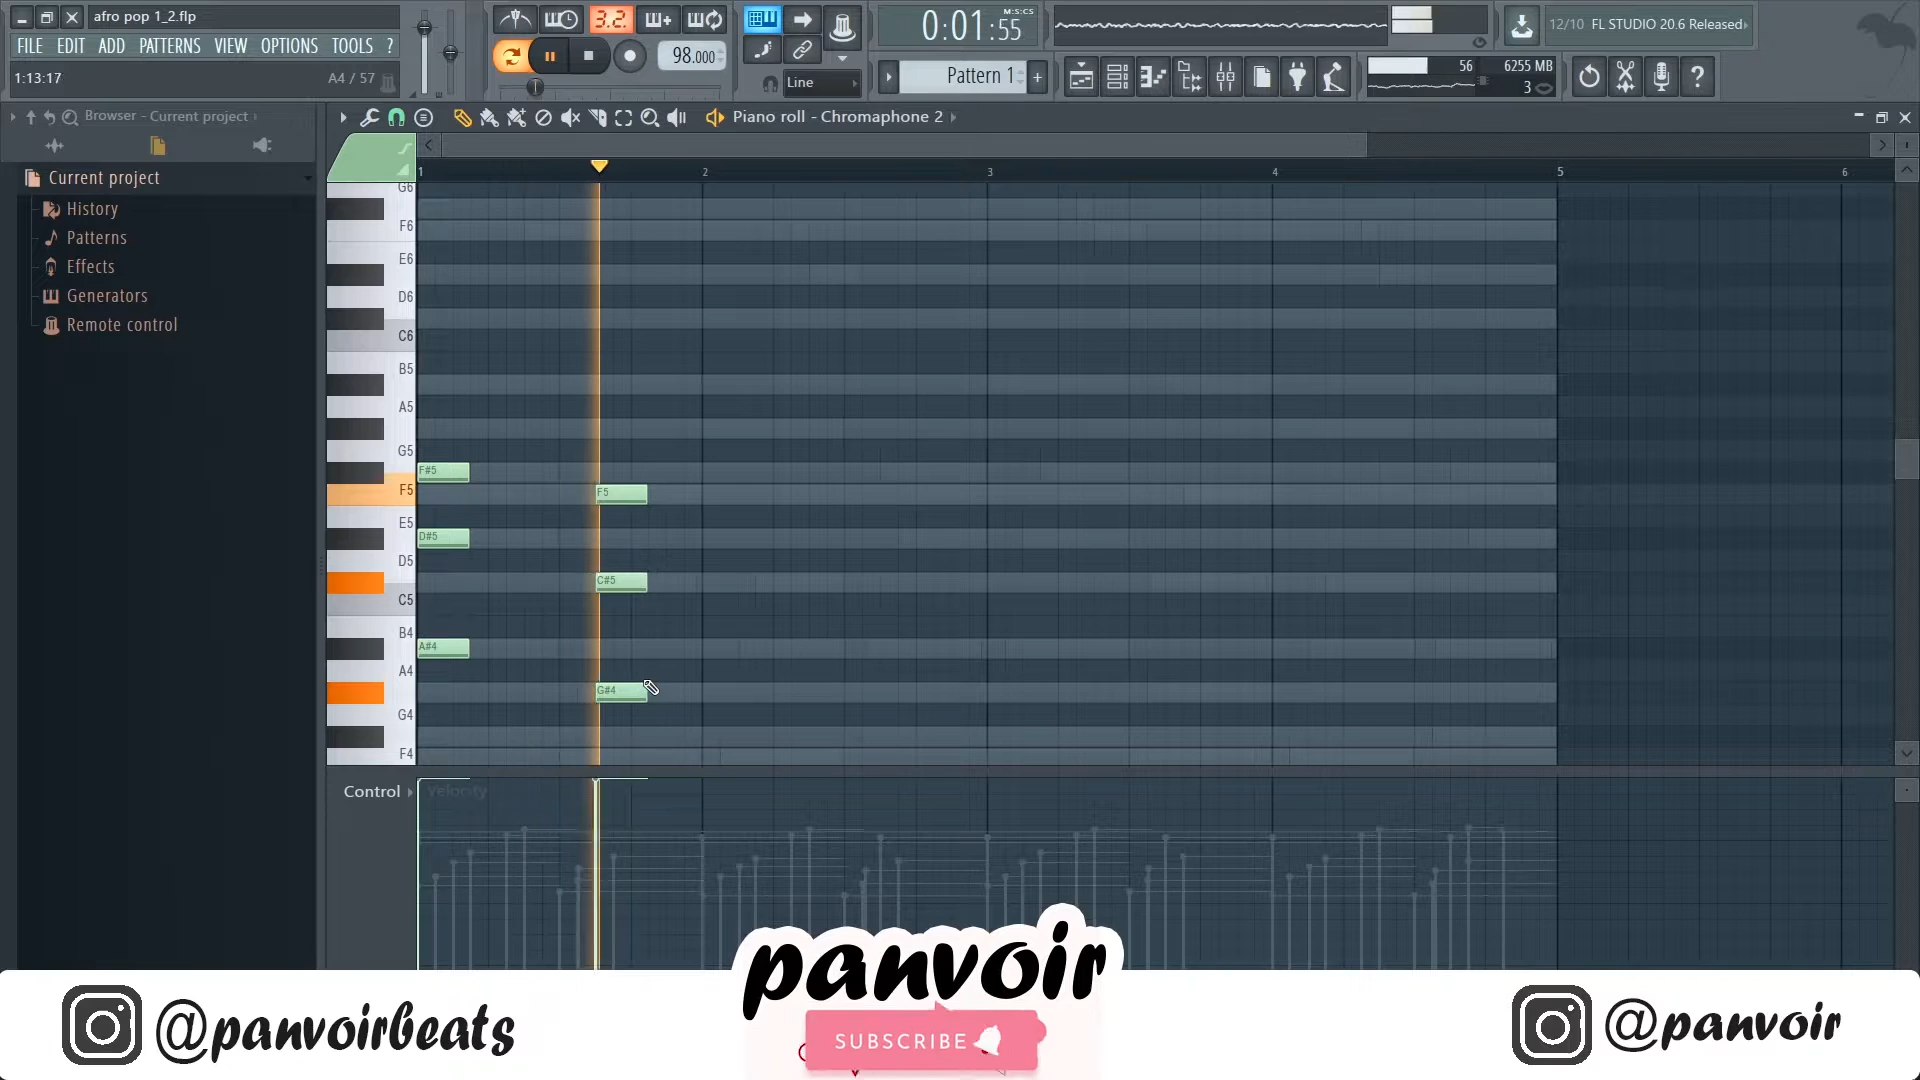 afro pop 1_2.flp
FILE EDIT ADD PATTERNS VIEW OPTIONS TOOLS ?
1:13:17 A4 / 57
3.2.
98.000
Line
0:01:55 M:S:CS
Pattern 1
12/10 FL STUDIO 20.6 Released
56 6255 MB
3
Browser - Current project
Current project
History
Patterns
Effects
Generators
Remote control
Piano roll - Chromaphone 2
1 2 3 4 5 6
G6
F6
E6
D6
C6
B5
A5
G5
F#5
F5 F5
E5
D#5
D5
C#5
C5
B4
A#4
A4
G#4
G4
F4
Control Velocity
panvoir
SUBSCRIBE
@panvoirbeats
@panvoir